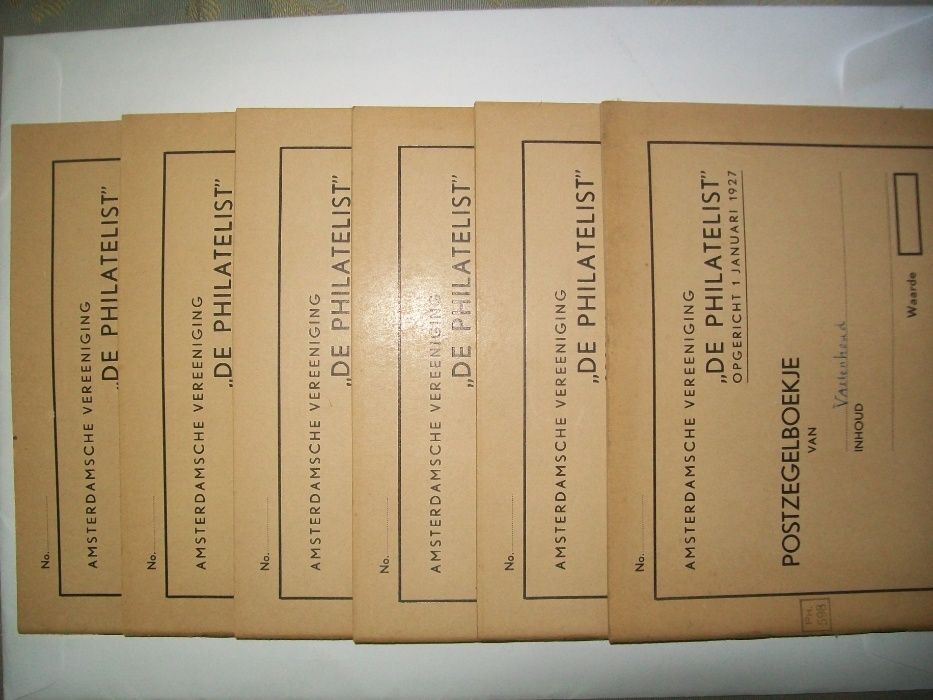 No.
AMSTERDAMSCHE VEREENIGING
„DE PHILATELIST”
No.
AMSTERDAMSCHE VEREENIGING
„DE PHILATELIST”
No.
AMSTERDAMSCHE VEREENIGING
„DE PHILATELIST”
No.
AMSTERDAMSCHE VEREENIGING
„DE PHILATELIST”
No.
AMSTERDAMSCHE VEREENIGING
„DE PHILATELIST”
No.
AMSTERDAMSCHE VEREENIGING
„DE PHILATELIST”
OPGERICHT 1 JANUARI 1927
POSTZEGELBOEKJE
VAN
INHOUD
Waarde
PH.
598